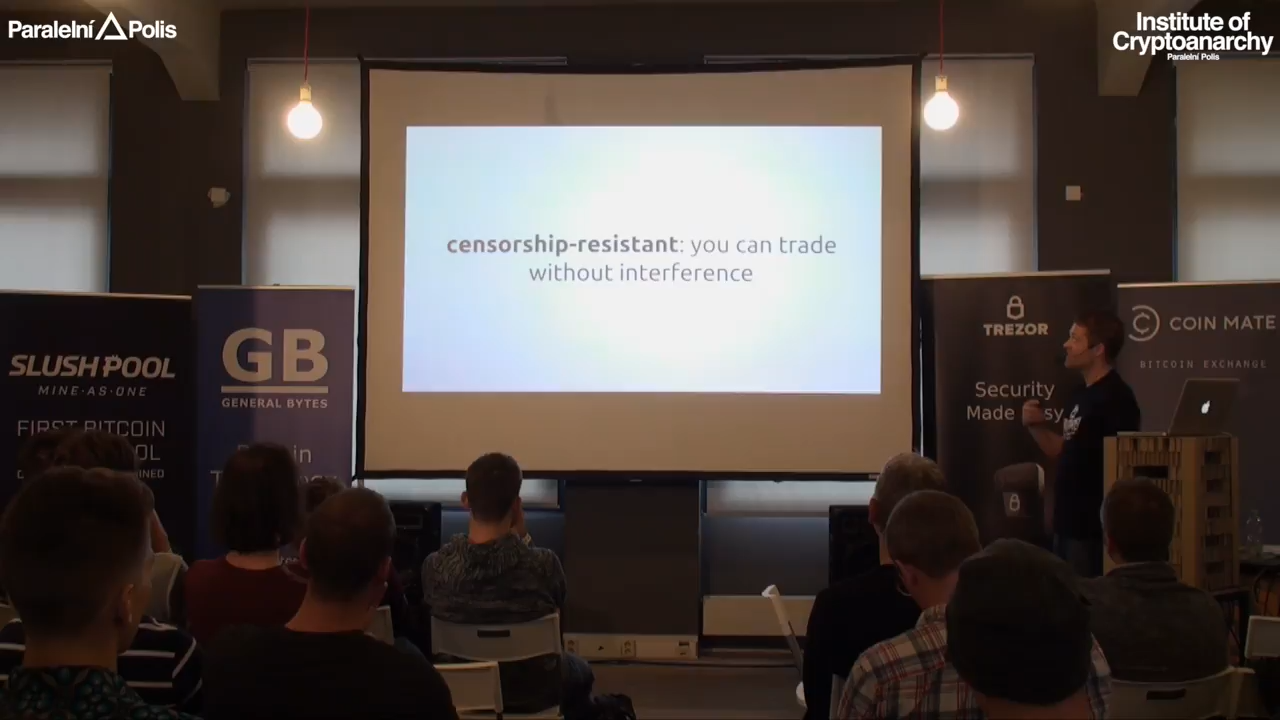 Paralelní Polis
Institute of
Cryptoanarchy
Paralelní Polis
censorship-resistant: you can trade
without interference
SLUSH POOL
MINE·AS·ONE
FIRST BITCOIN
GB
GENERAL BYTES
TREZOR
Security
Made
COIN MATE
BITCOIN EXCHANGE